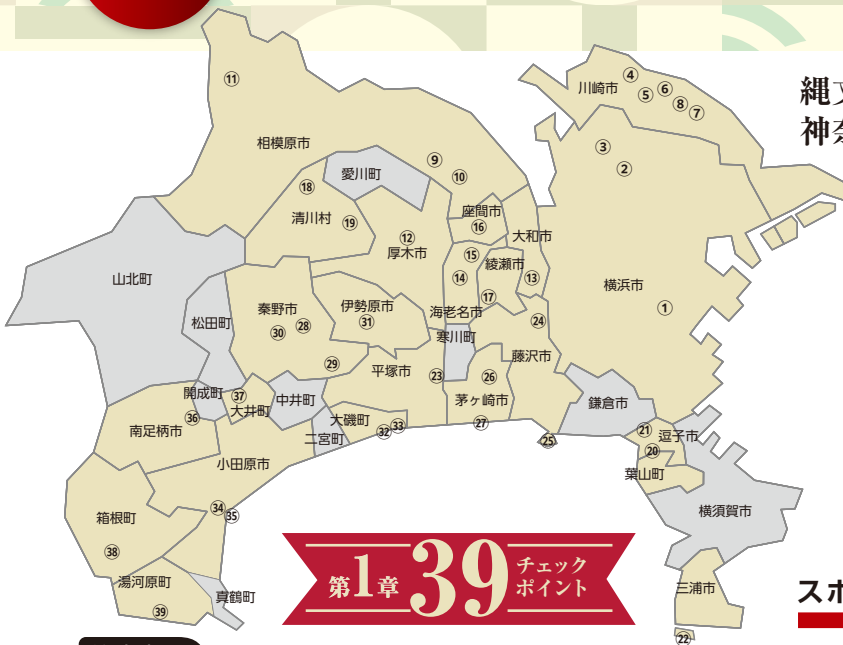 ⑪
相模原市
⑨
⑩
川崎市
④
⑤
⑥
⑧
⑦
③
②
横浜市
①
愛川町
⑱
清川村
⑲
⑫
厚木市
座間市
⑯
大和市
⑮
綾瀬市
⑭
⑬
⑰
海老名市
山北町
松田町
秦野市
㉚
㉘
㉙
伊勢原市
㉛
寒川町
㉔
藤沢市
平塚市
㉓
㉖
茅ヶ崎市
㉗
㉕
鎌倉市
㉑
逗子市
⑳
葉山町
横須賀市
三浦市
㉒
開成町
㊱
㊲
大井町
中井町
大磯町
㉜
㉝
二宮町
南足柄市
小田原市
㉞
㉟
箱根町
㊳
湯河原町
㊴
真鶴町
第1章39チェック
ポイント
縄
神奈
スポ